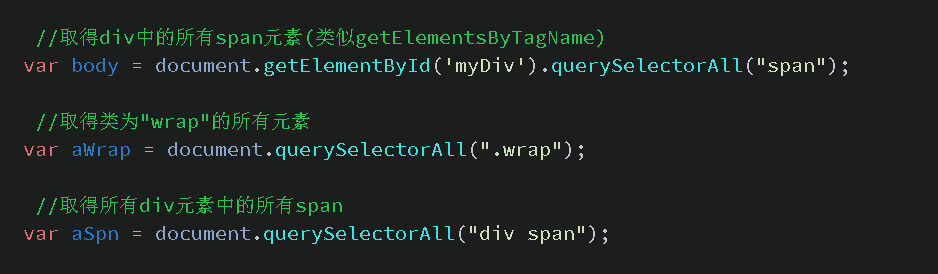 //取得div中的所有span元素(类似getElementsByTagName)
var body = document.getElementById('myDiv').querySelectorAll("span");
//取得类为"wrap"的所有元素
var aWrap = document.querySelectorAll(".wrap");
//取得所有div元素中的所有span
var aSpn = document.querySelectorAll("div span");